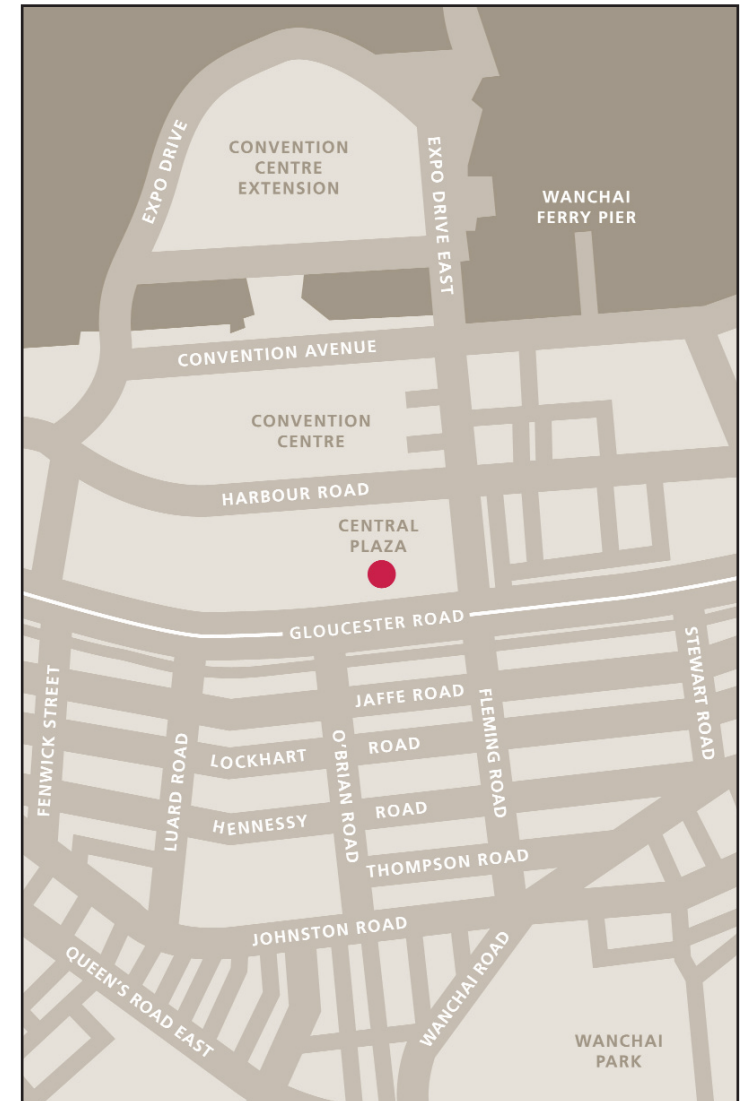 EXPO DRIVE
CONVENTION
CENTRE
EXTENSION
EXPO DRIVE EAST
WANCHAI
FERRY PIER
CONVENTION AVENUE
CONVENTION
CENTRE
HARBOUR ROAD
CENTRAL
PLAZA
GLOUCESTER ROAD
FENWICK STREET
LUARD ROAD
O'BRIAN ROAD
JAFFE ROAD
FLEMING ROAD
STEWART ROAD
LOCKHART ROAD
HENNESSY ROAD
THOMPSON ROAD
JOHNSTON ROAD
QUEEN'S ROAD EAST
WANCHAI ROAD
WANCHAI
PARK